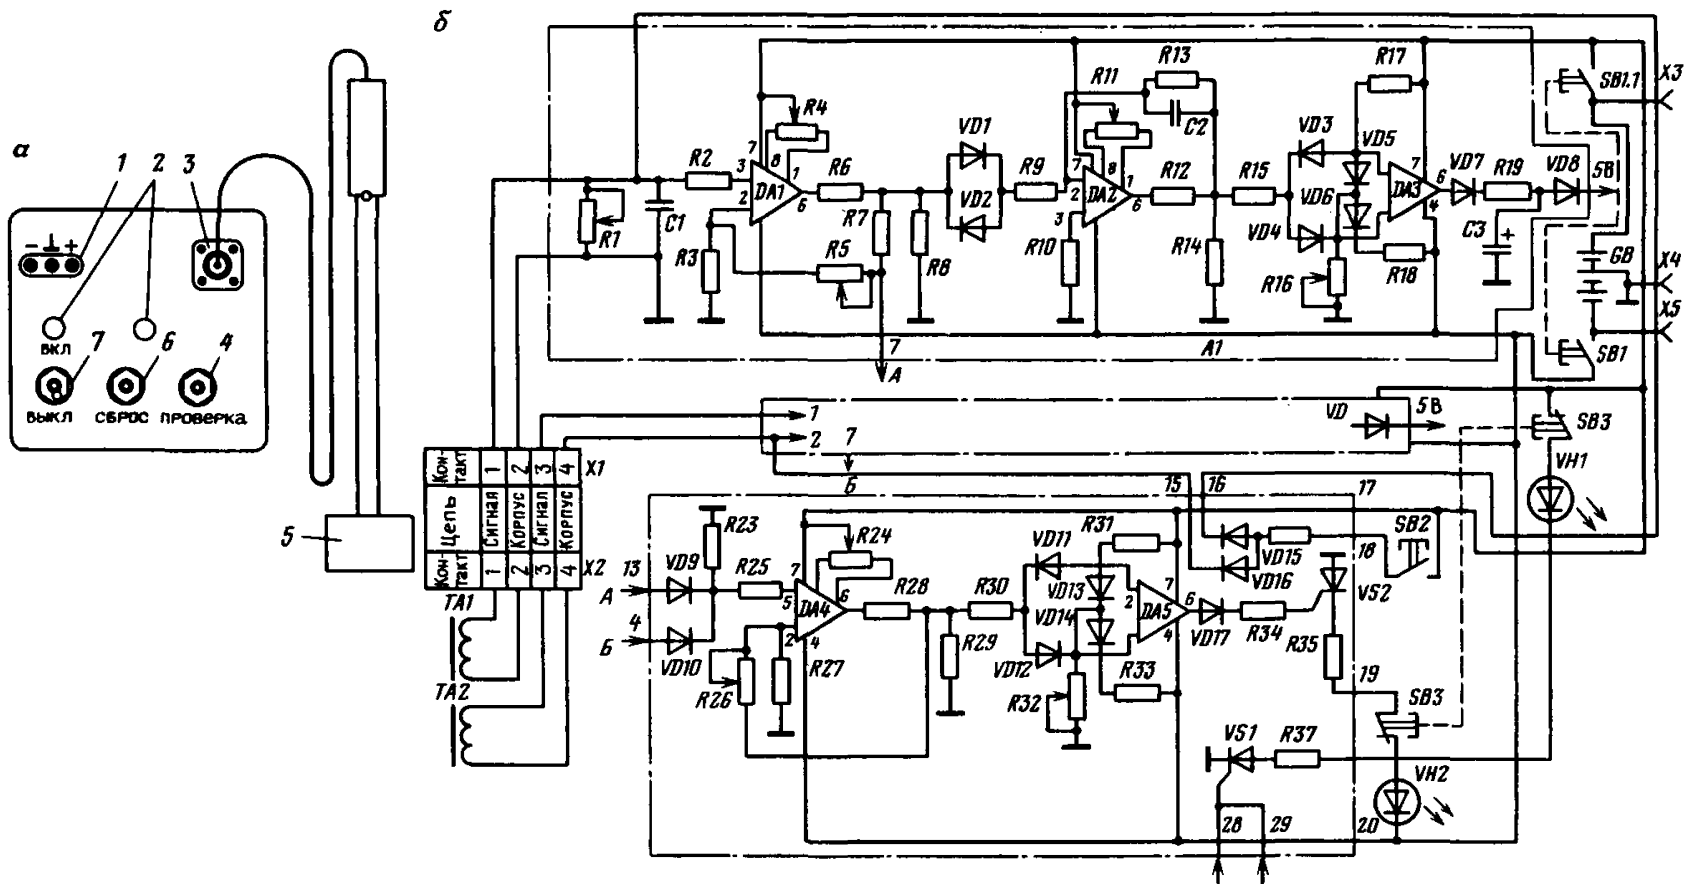 а
1
2
3
- ⊥ +
ВКЛ
7
6
4
ВЫКЛ
СБРОС
ПРОВЕРКА
5
б
R4
7
8
3
1
2
DA1
6
R2
R1
C1
R3
R6
R7
R5
R8
7
А
VD1
VD2
R9
R11
R13
C2
7
8
2
1
3
DA2
6
R12
R10
R14
R15
R17
VD3
VD5
VD6
VD4
7
DA3
6
4
VD7
R19
VD8
5В
C3
+
R16
R18
А1
SB1.1
X3
GB
X4
X5
SB1
1
2
7
Б
VD
5В
SB3
VH1
Кон-
такт
1
2
3
4
X1
Цепь
Сигнал
Корпус
Сигнал
Корпус
Кон-
такт
1
2
3
4
X2
TA1
TA2
15
16
17
R23
R24
VD9
13
А
4
Б
VD10
R25
7
5
6
DA4
2
4
R28
R26
R27
R30
R29
VD11
R31
VD13
VD14
VD12
R32
R33
7
2
DA5
6
4
VD17
R34
VD15
VD16
18
SB2
VS2
R35
19
SB3
VS1
R37
VH2
28
29
20